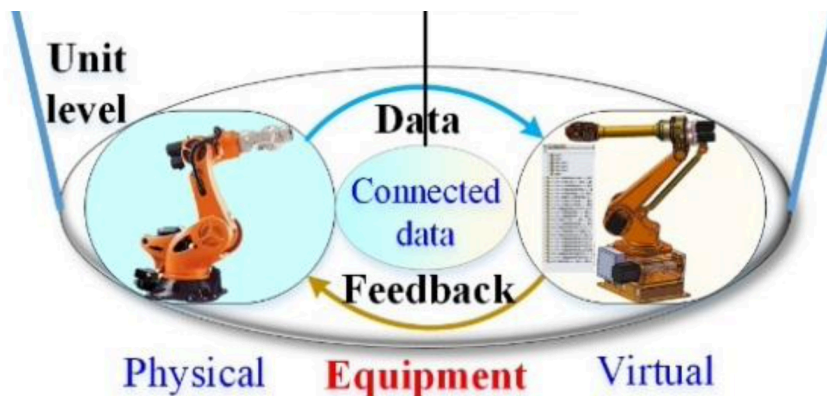 Unit
level
Data
Connected
data
Feedback
Physical Equipment Virtual